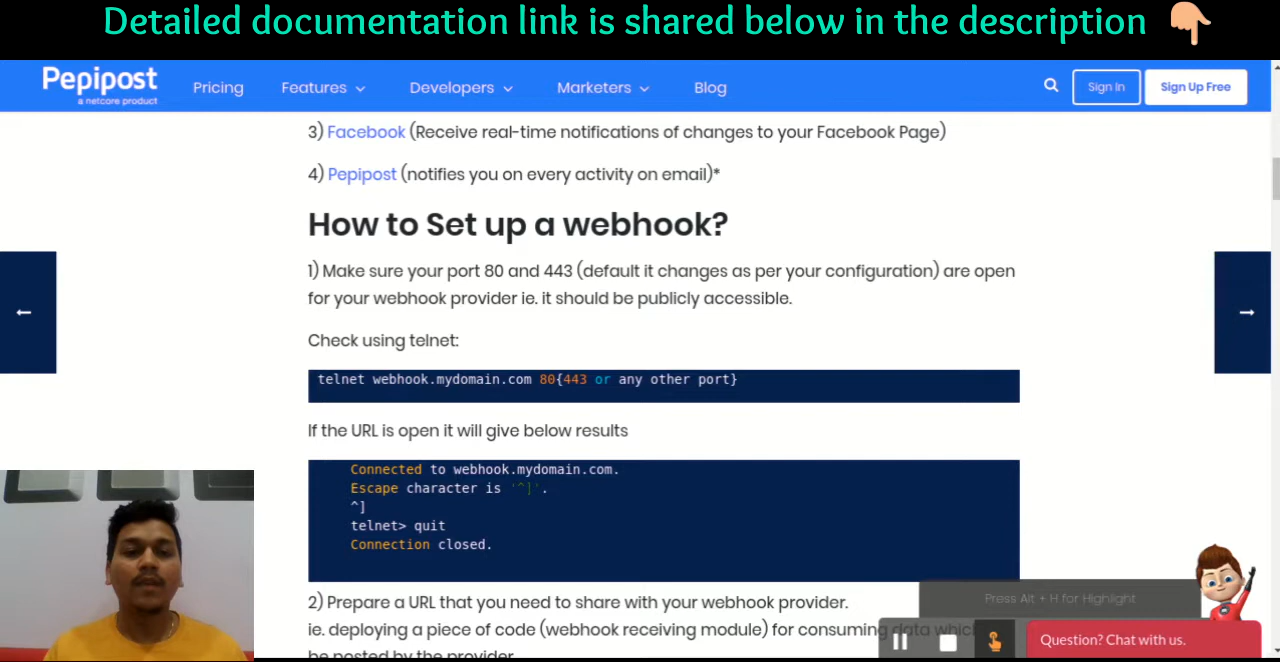 Detailed documentation link is shared below in the description
Pepipost
a netcore product
Pricing
Features
Developers
Marketers
Blog
Sign In
Sign Up Free
3) Facebook (Receive real-time notifications of changes to your Facebook Page)
4) Pepipost (notifies you on every activity on email)*
How to Set up a webhook?
1) Make sure your port 80 and 443 (default it changes as per your configuration) are open
for your webhook provider ie. it should be publicly accessible.
Check using telnet:
telnet webhook.mydomain.com 80{443 or any other port}
If the URL is open it will give below results
Connected to webhook.mydomain.com.
Escape character is '^]'.
^]
telnet> quit
Connection closed.
2) Prepare a URL that you need to share with your webhook provider.
Press Alt + H for Highlight
ie. deploying a piece of code (webhook receiving module) for consuming data which
Question? Chat with us.
be posted by the provider